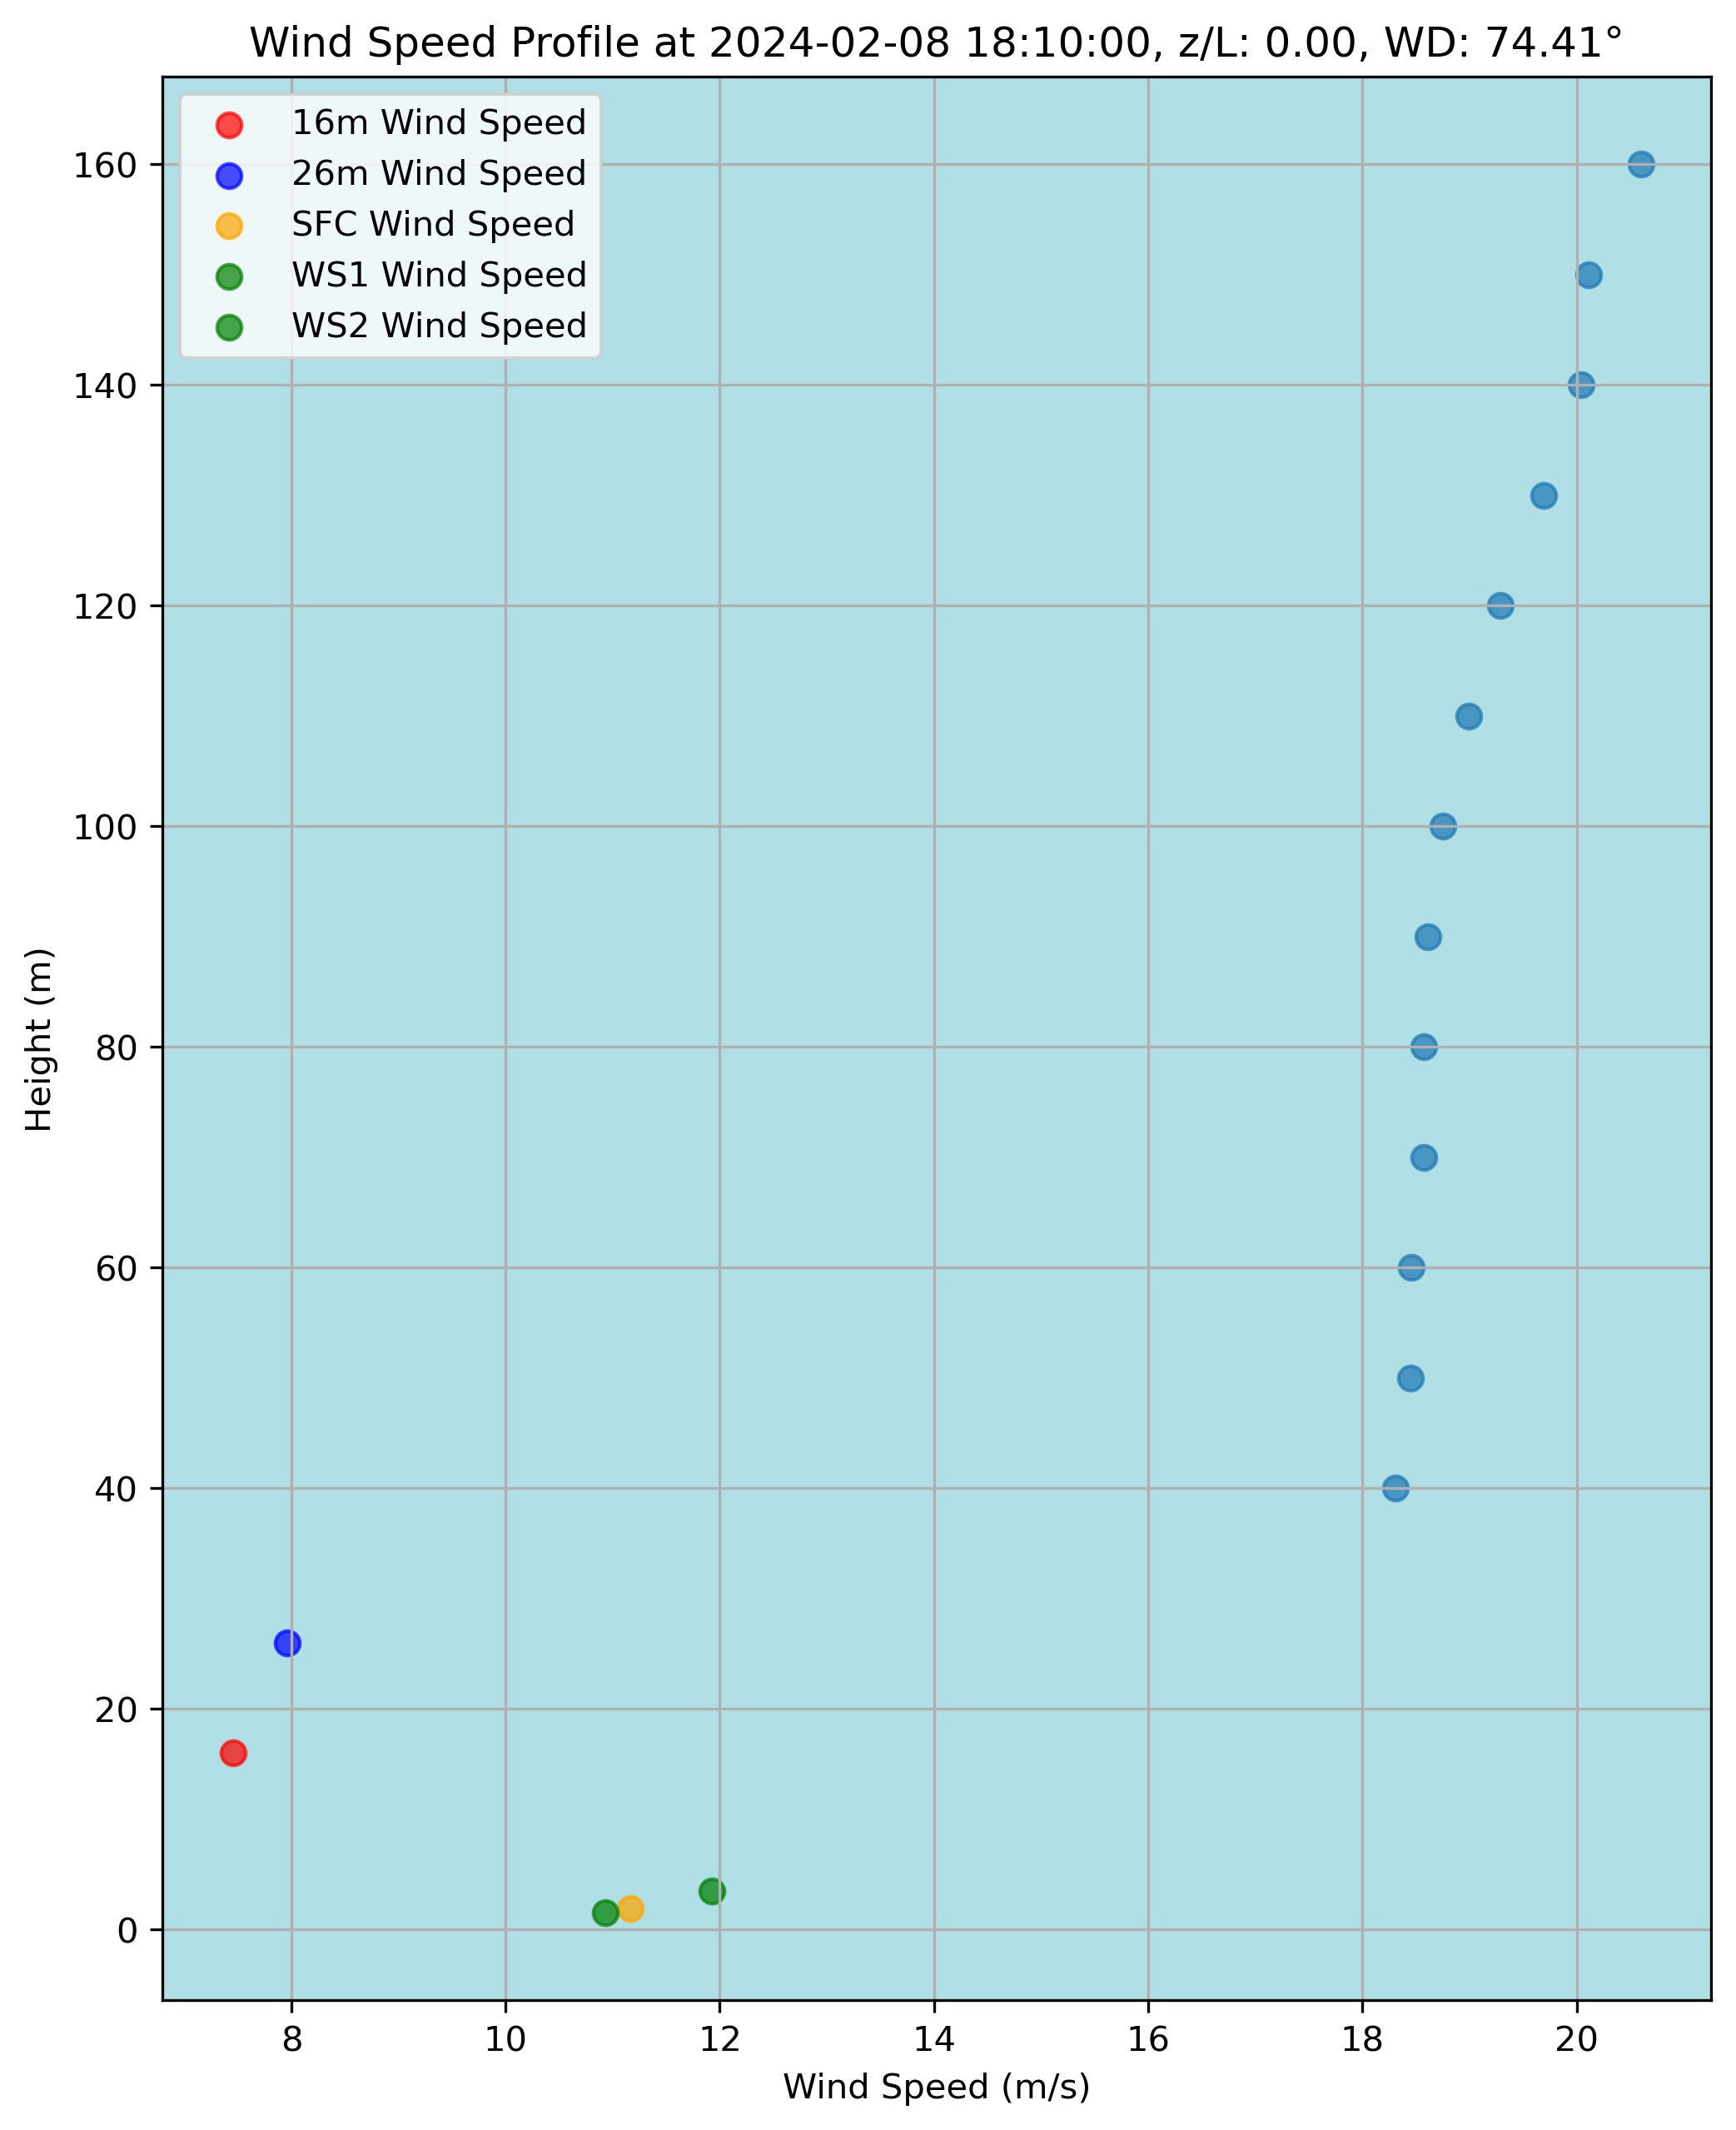 Wind Speed Profile at 2024-02-08 18:10:00, z/L: 0.00, WD: 74.41°
16m Wind Speed
26m Wind Speed
SFC Wind Speed
WS1 Wind Speed
WS2 Wind Speed
160
140
120
100
80
60
40
20
0
Height (m)
8 10 12 14 16 18 20
Wind Speed (m/s)